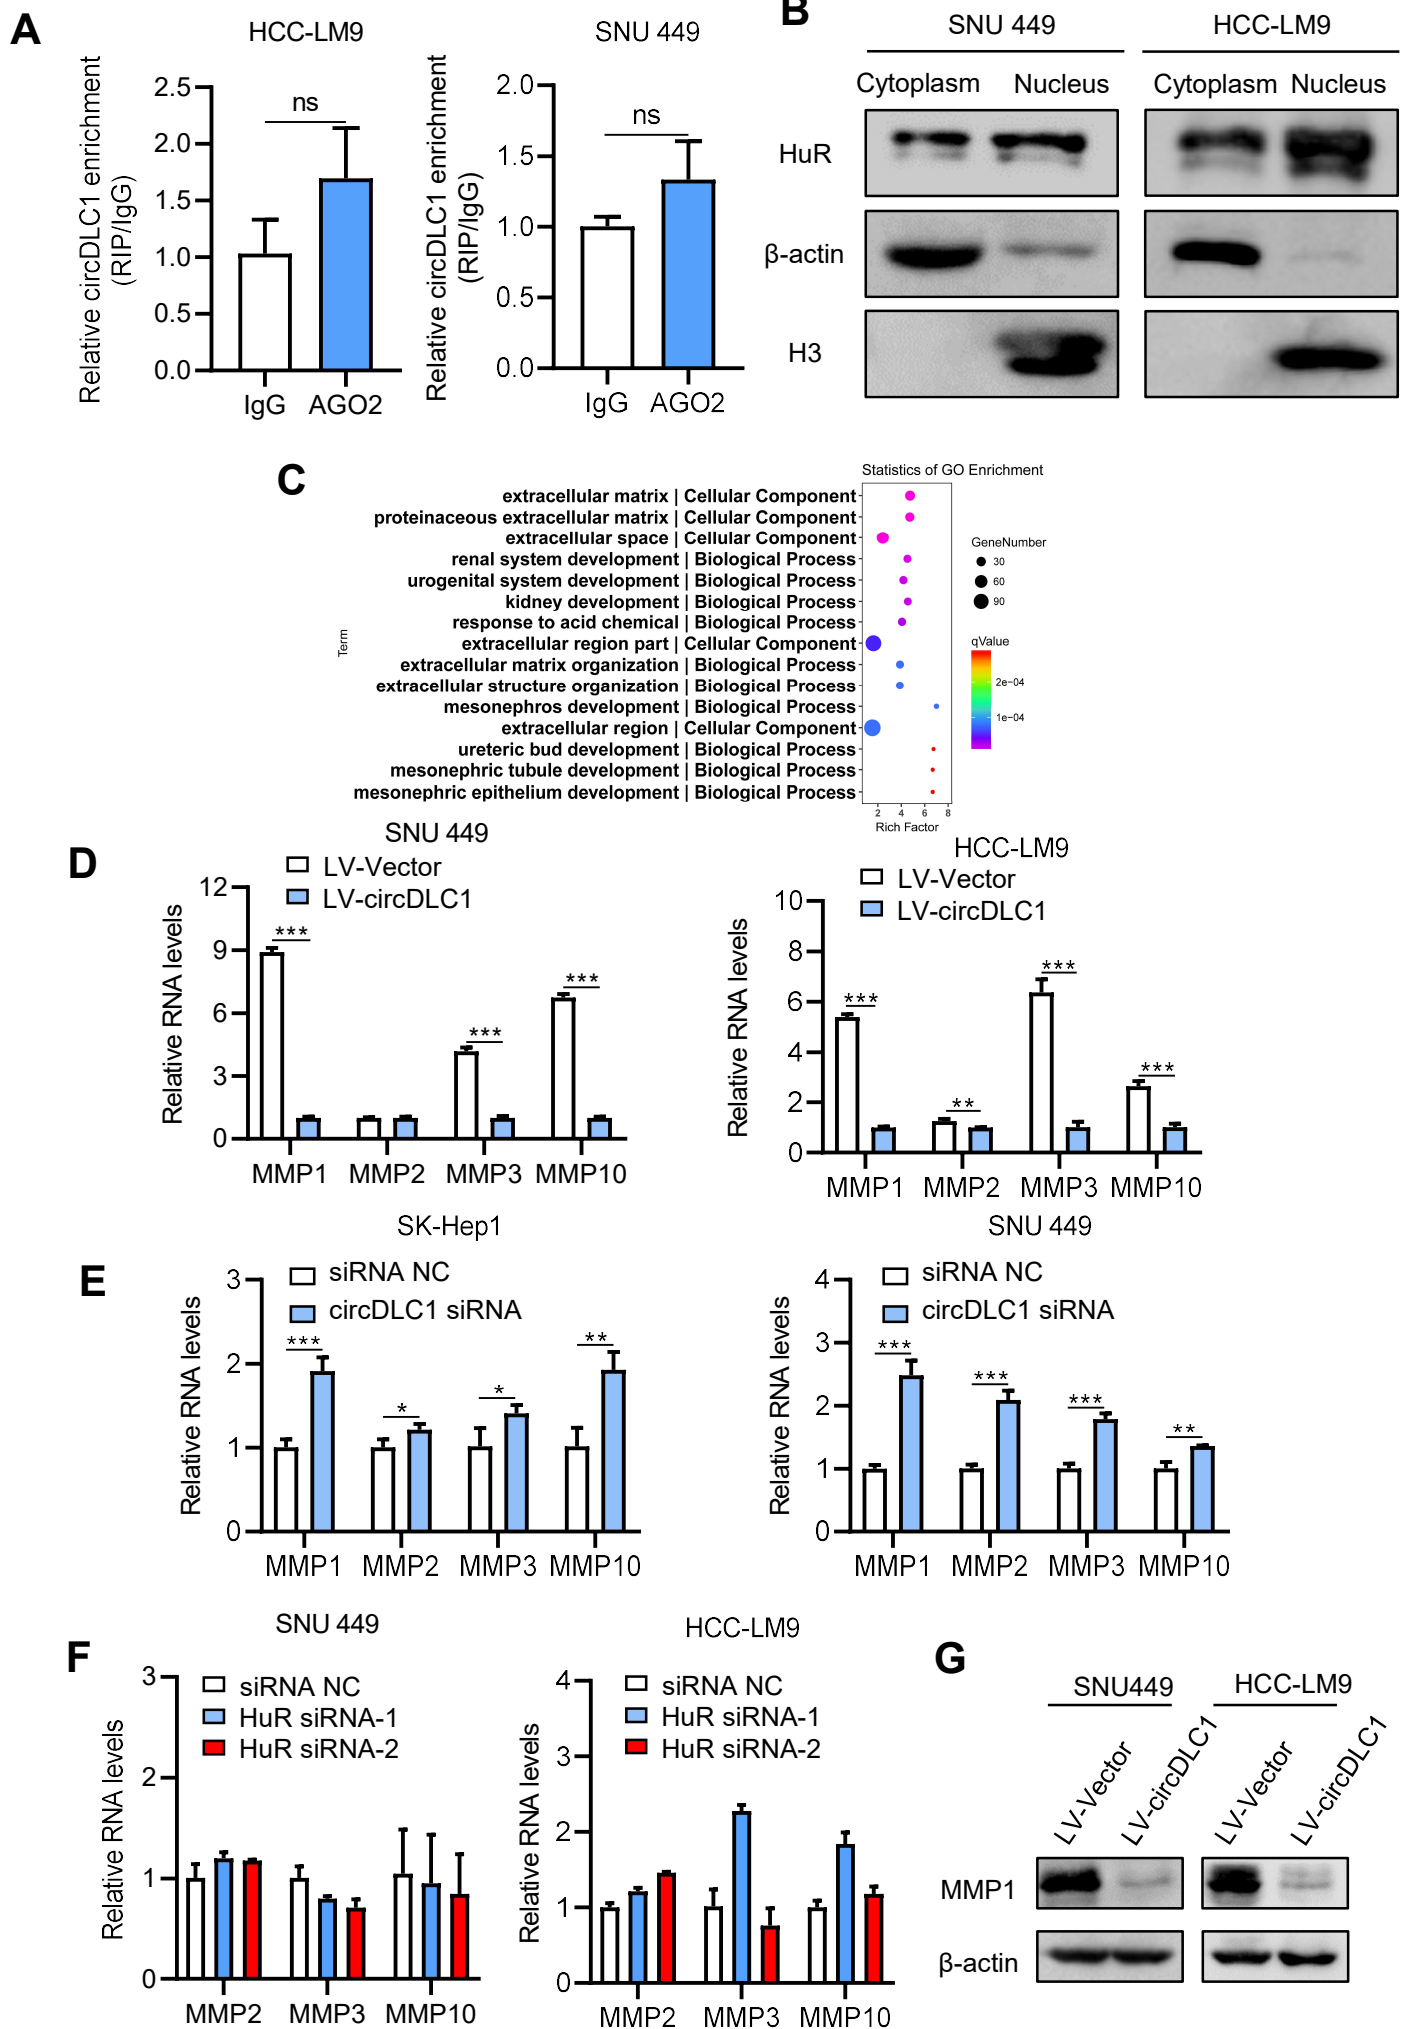 A
HCC-LM9
Relative circDLC1 enrichment
(RIP/IgG)
2.5
2.0
1.5
1.0
0.5
0.0
ns
IgG AGO2
SNU 449
Relative circDLC1 enrichment
(RIP/IgG)
2.0
1.5
1.0
0.5
0.0
ns
IgG AGO2
B
SNU 449 HCC-LM9
Cytoplasm Nucleus Cytoplasm Nucleus
HuR
β-actin
H3
C
Statistics of GO Enrichment
Term
extracellular matrix | Cellular Component
proteinaceous extracellular matrix | Cellular Component
extracellular space | Cellular Component
renal system development | Biological Process
urogenital system development | Biological Process
kidney development | Biological Process
response to acid chemical | Biological Process
extracellular region part | Cellular Component
extracellular matrix organization | Biological Process
extracellular structure organization | Biological Process
mesonephros development | Biological Process
extracellular region | Cellular Component
ureteric bud development | Biological Process
mesonephric tubule development | Biological Process
mesonephric epithelium development | Biological Process
2 4 6 8
Rich Factor
GeneNumber
30
60
90
qValue
2e−04
1e−04
D
SNU 449
LV-Vector
LV-circDLC1
Relative RNA levels
12
9
6
3
0
***
***
***
MMP1 MMP2 MMP3 MMP10
HCC-LM9
LV-Vector
LV-circDLC1
Relative RNA levels
10
8
6
4
2
0
***
**
***
***
MMP1 MMP2 MMP3 MMP10
E
SK-Hep1
siRNA NC
circDLC1 siRNA
Relative RNA levels
3
2
1
0
***
*
*
**
MMP1 MMP2 MMP3 MMP10
SNU 449
siRNA NC
circDLC1 siRNA
Relative RNA levels
4
3
2
1
0
***
***
***
**
MMP1 MMP2 MMP3 MMP10
F
SNU 449
siRNA NC
HuR siRNA-1
HuR siRNA-2
Relative RNA levels
3
2
1
0
MMP2 MMP3 MMP10
HCC-LM9
siRNA NC
HuR siRNA-1
HuR siRNA-2
Relative RNA levels
4
3
2
1
0
MMP2 MMP3 MMP10
G
SNU449 HCC-LM9
LV-Vector LV-circDLC1 LV-Vector LV-circDLC1
MMP1
β-actin